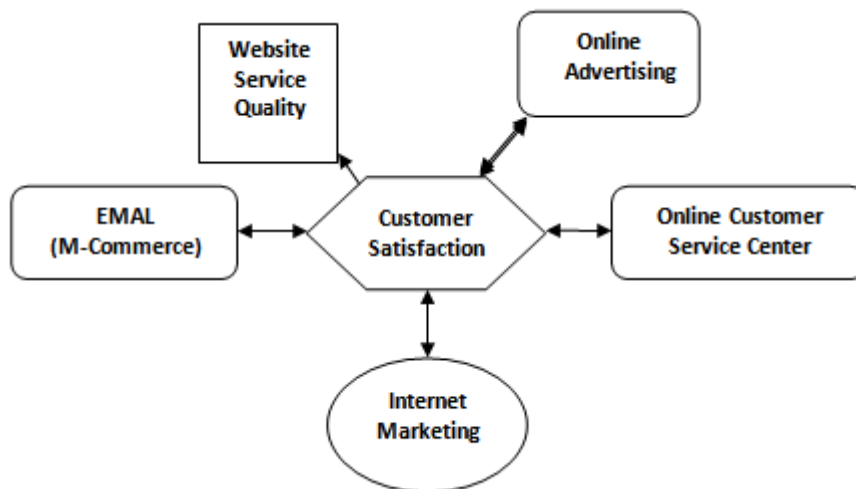 Website
Service
Quality
Online
Advertising
EMAL
(M-Commerce)
Customer
Satisfaction
Online Customer
Service Center
Internet
Marketing